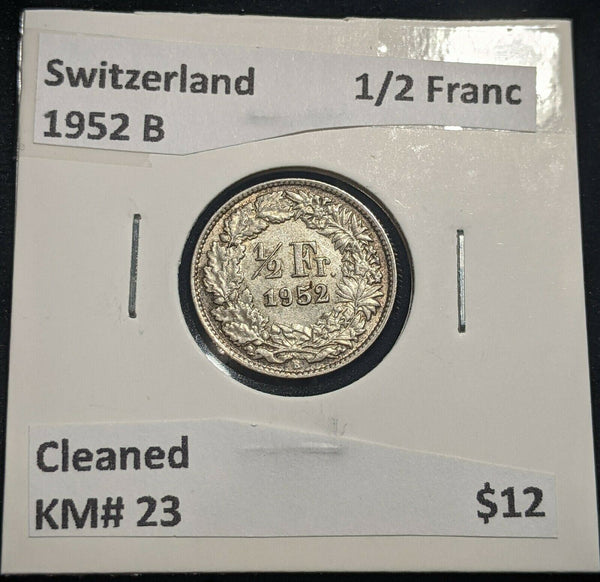 Switzerland 1/2 Franc
1952 B
½ Fr.
1952
B
Cleaned
KM# 23 $12